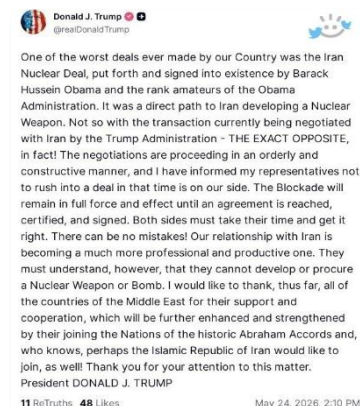 Donald J. Trump
@realDonaldTrump
One of the worst deals ever made by our Country was the Iran
Nuclear Deal, put forth and signed into existence by Barack
Hussein Obama and the rank amateurs of the Obama
Administration. It was a direct path to Iran developing a Nuclear
Weapon. Not so with the transaction currently being negotiated
with Iran by the Trump Administration - THE EXACT OPPOSITE,
in fact! The negotiations are proceeding in an orderly and
constructive manner, and I have informed my representatives not
to rush into a deal in that time is on our side. The Blockade will
remain in full force and effect until an agreement is reached,
certified, and signed. Both sides must take their time and get it
right. There can be no mistakes! Our relationship with Iran is
becoming a much more professional and productive one. They
must understand, however, that they cannot develop or procure
a Nuclear Weapon or Bomb. I would like to thank, thus far, all of
the countries of the Middle East for their support and
cooperation, which will be further enhanced and strengthened
by their joining the Nations of the historic Abraham Accords and,
who knows, perhaps the Islamic Republic of Iran would like to
join, as well! Thank you for your attention to this matter.
President DONALD J. TRUMP
11 ReTruths 48 Likes
May 24, 2026, 2:10 PM